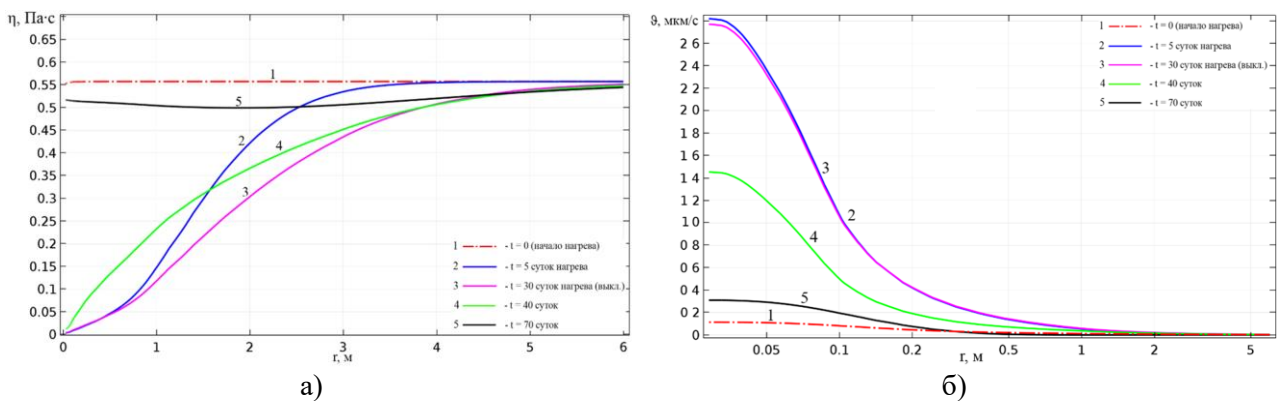 η, Па·с
0.65
0.6
0.55
0.5
0.45
0.4
0.35
0.3
0.25
0.2
0.15
0.1
0.05
0
0 1 2 3 4 5 6
r, м
1
5
2
4
3
1 - t = 0 (начало нагрева)
2 - t = 5 суток нагрева
3 - t = 30 суток нагрева (выкл.)
4 - t = 40 суток
5 - t = 70 суток
а)
ϑ, мкм/с
2 6
2 4
2 2
2 0
1 8
1 6
1 4
1 2
1 0
0 8
0 6
0 4
0 2
0
0.05 0.1 0.2 0.5 1 2 5
r, м
3
2
4
5
1
1 - t = 0 (начало нагрева)
2 - t = 5 суток нагрева
3 - t = 30 суток нагрева (выкл.)
4 - t = 40 суток
5 - t = 70 суток
б)